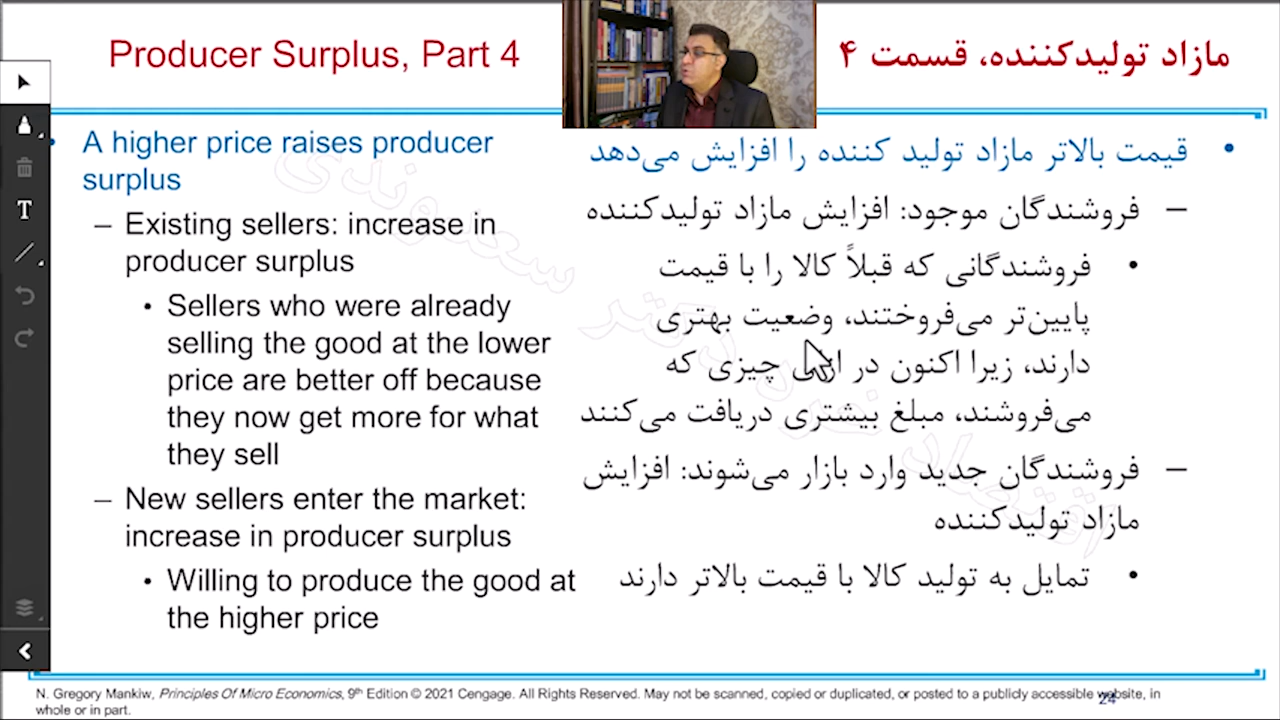 Producer Surplus, Part 4
مازاد تولیدکننده، قسمت ۴
• A higher price raises producer
surplus
– Existing sellers: increase in
producer surplus
• Sellers who were already
selling the good at the lower
price are better off because
they now get more for what
they sell
– New sellers enter the market:
increase in producer surplus
• Willing to produce the good at
the higher price
• قیمت بالاتر مازاد تولید کننده را افزایش می‌دهد
– فروشندگان موجود: افزایش مازاد تولیدکننده
• فروشندگانی که قبلاً کالا را با قیمت
پایین‌تر می‌فروختند، وضعیت بهتری
دارند، زیرا اکنون در ازای چیزی که
می‌فروشند، مبلغ بیشتری دریافت می‌کنند
– فروشندگان جدید وارد بازار می‌شوند: افزایش
مازاد تولیدکننده
• تمایل به تولید کالا با قیمت بالاتر دارند
اقتصاد خرد دکتر سعدوندی
N. Gregory Mankiw, Principles Of Micro Economics, 9th Edition © 2021 Cengage. All Rights Reserved. May not be scanned, copied or duplicated, or posted to a publicly accessible website, in
whole or in part.
24